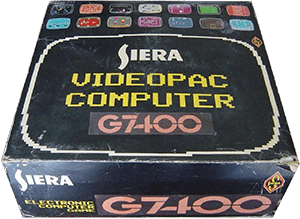 SIERA
VIDEOPAC
COMPUTER
G7400
SIERA
ELECTRONIC
COMPUTER
GAME
G7400